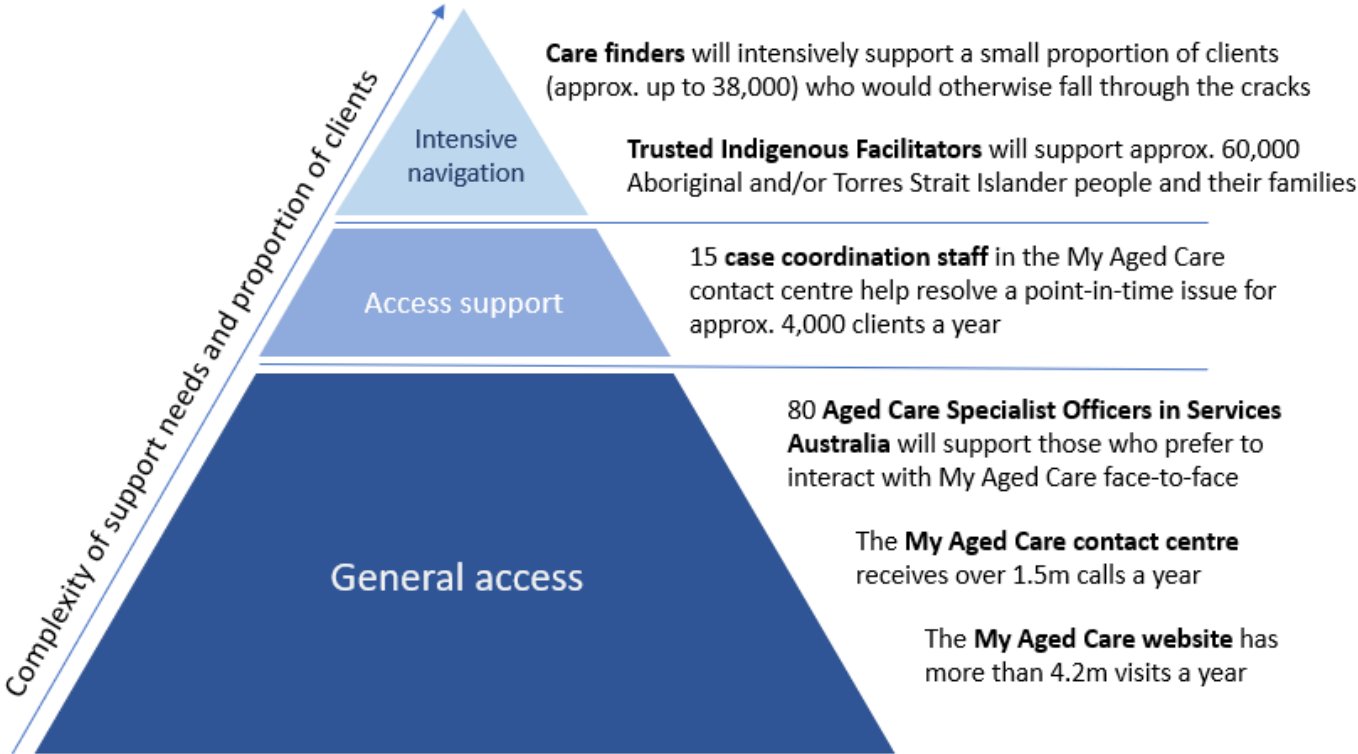 Complexity of support needs and proportion of clients
Care finders will intensively support a small proportion of clients
(approx. up to 38,000) who would otherwise fall through the cracks
Intensive
navigation
Trusted Indigenous Facilitators will support approx. 60,000
Aboriginal and/or Torres Strait Islander people and their families
Access support
15 case coordination staff in the My Aged Care
contact centre help resolve a point-in-time issue for
approx. 4,000 clients a year
General access
80 Aged Care Specialist Officers in Services
Australia will support those who prefer to
interact with My Aged Care face-to-face
The My Aged Care contact centre
receives over 1.5m calls a year
The My Aged Care website has
more than 4.2m visits a year